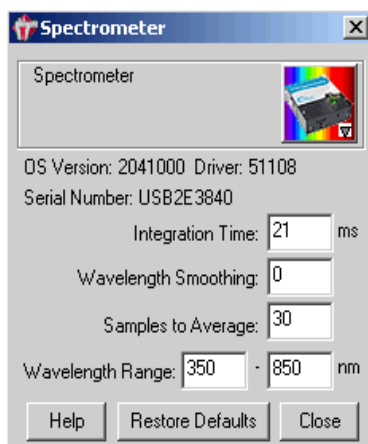 Spectrometer
Spectrometer
OS Version: 2041000 Driver: 51108
Serial Number: USB2E3840
Integration Time: 21 ms
Wavelength Smoothing: 0
Samples to Average: 30
Wavelength Range: 350 - 850 nm
Help Restore Defaults Close